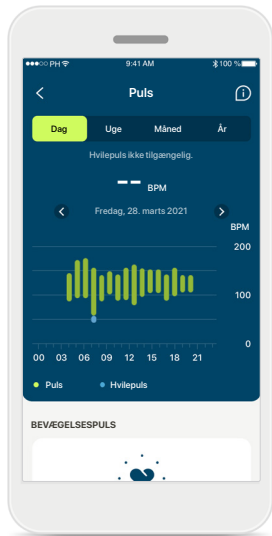 PH 9:41 AM 100 %
Puls
Dag Uge Måned År
Hvilepuls ikke tilgængelig.
-- BPM
Fredag, 28. marts 2021
BPM
200
100
0
00 03 06 09 12 15 18 21
Puls Hvilepuls
BEVÆGELSESPULS